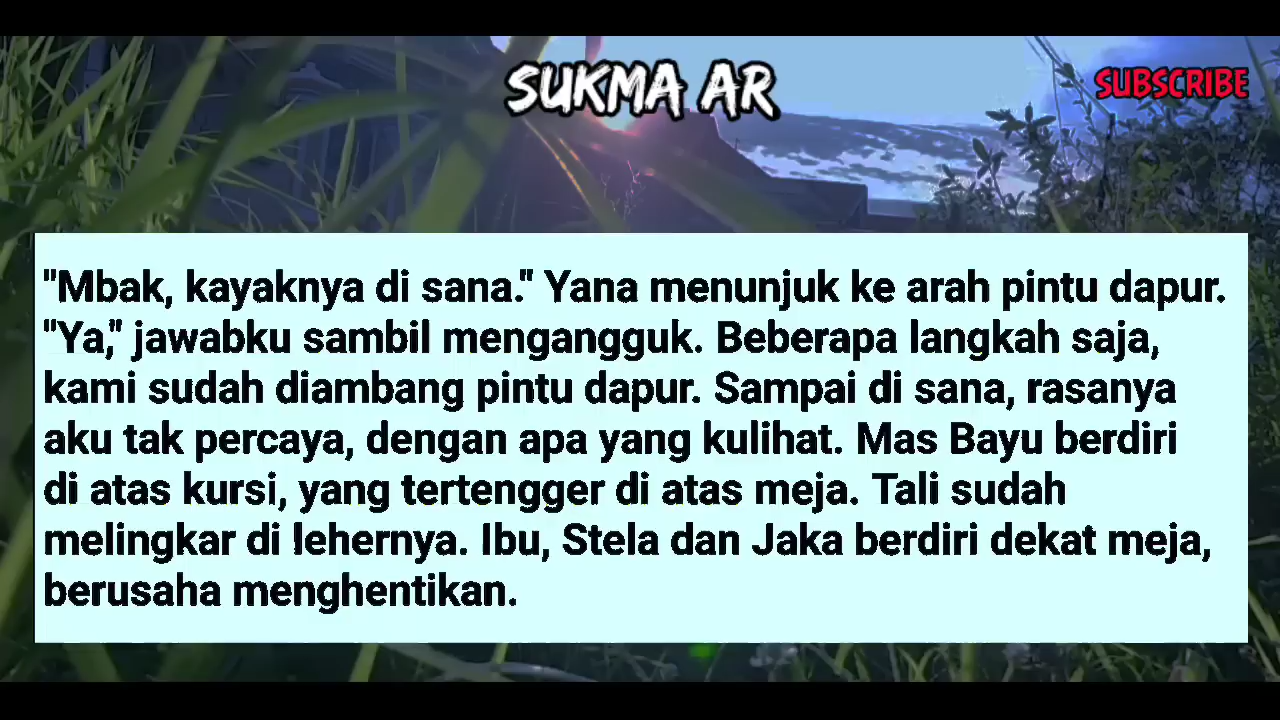 SUKMA AR
SUBSCRIBE
"Mbak, kayaknya di sana." Yana menunjuk ke arah pintu dapur.
"Ya," jawabku sambil mengangguk. Beberapa langkah saja,
kami sudah diambang pintu dapur. Sampai di sana, rasanya
aku tak percaya, dengan apa yang kulihat. Mas Bayu berdiri
di atas kursi, yang tertengger di atas meja. Tali sudah
melingkar di lehernya. Ibu, Stela dan Jaka berdiri dekat meja,
berusaha menghentikan.